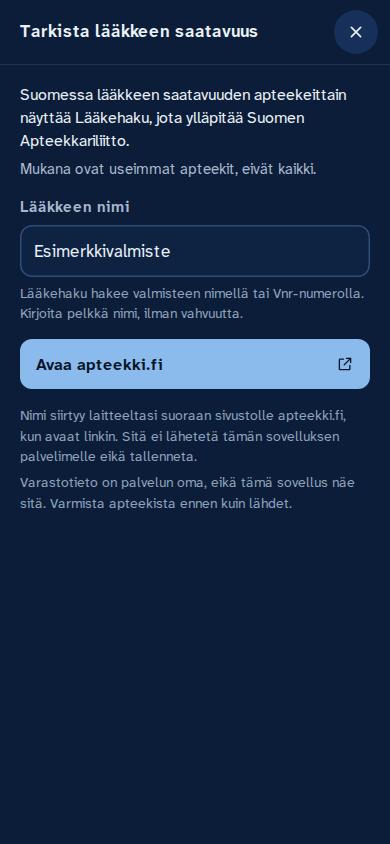 Tarkista lääkkeen saatavuus
Suomessa lääkkeen saatavuuden apteekeittain
näyttää Lääkehaku, jota ylläpitää Suomen
Apteekkariliitto.
Mukana ovat useimmat apteekit, eivät kaikki.
Lääkkeen nimi
Esimerkkivalmiste
Lääkehaku hakee valmisteen nimellä tai Vnr-numerolla.
Kirjoita pelkkä nimi, ilman vahvuutta.
Avaa apteekki.fi
Nimi siirtyy laitteeltasi suoraan sivustolle apteekki.fi,
kun avaat linkin. Sitä ei lähetetä tämän sovelluksen
palvelimelle eikä tallenneta.
Varastotieto on palvelun oma, eikä tämä sovellus näe
sitä. Varmista apteekista ennen kuin lähdet.